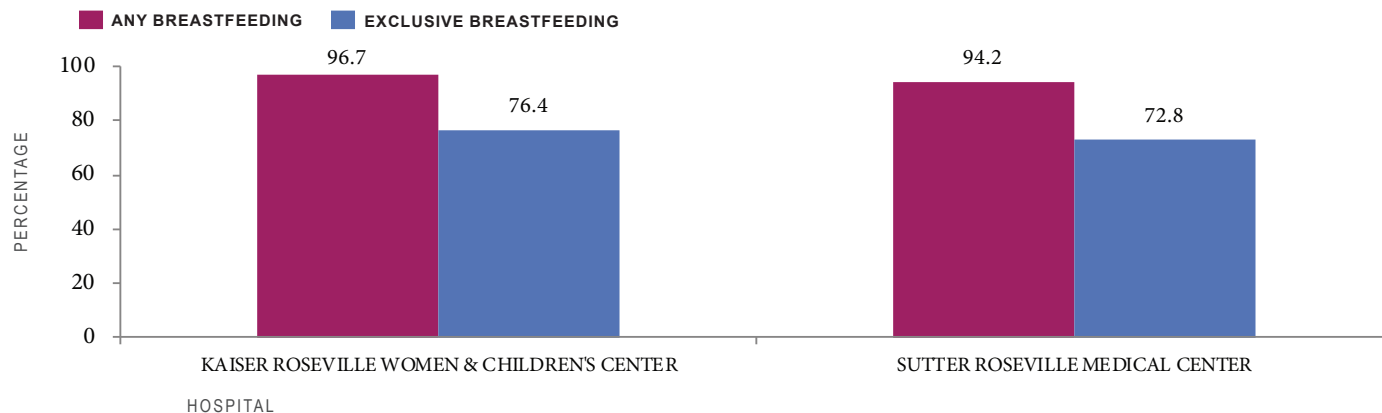 ANY BREASTFEEDING EXCLUSIVE BREASTFEEDING
PERCENTAGE
100
80
60
40
20
0
96.7
76.4
94.2
72.8
KAISER ROSEVILLE WOMEN & CHILDREN'S CENTER
SUTTER ROSEVILLE MEDICAL CENTER
HOSPITAL